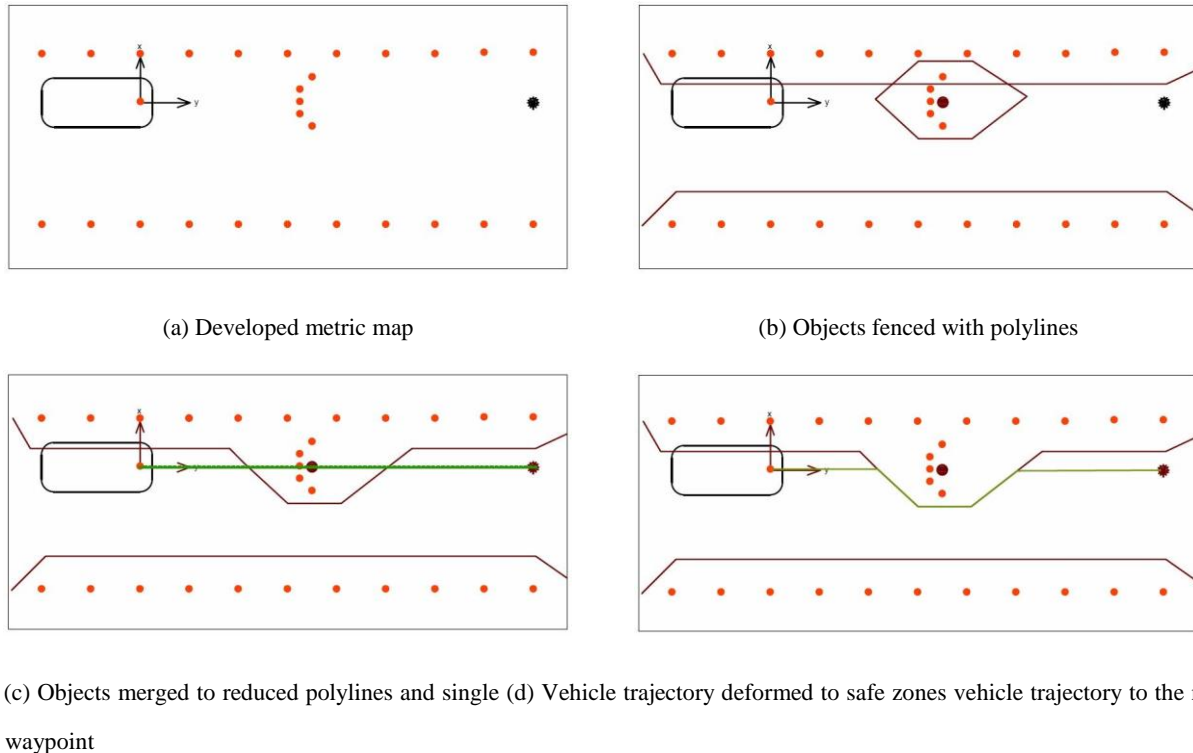 x
y
x
y
(a) Developed metric map
(b) Objects fenced with polylines
x
y
x
y
(c) Objects merged to reduced polylines and single (d) Vehicle trajectory deformed to safe zones vehicle trajectory to the
waypoint